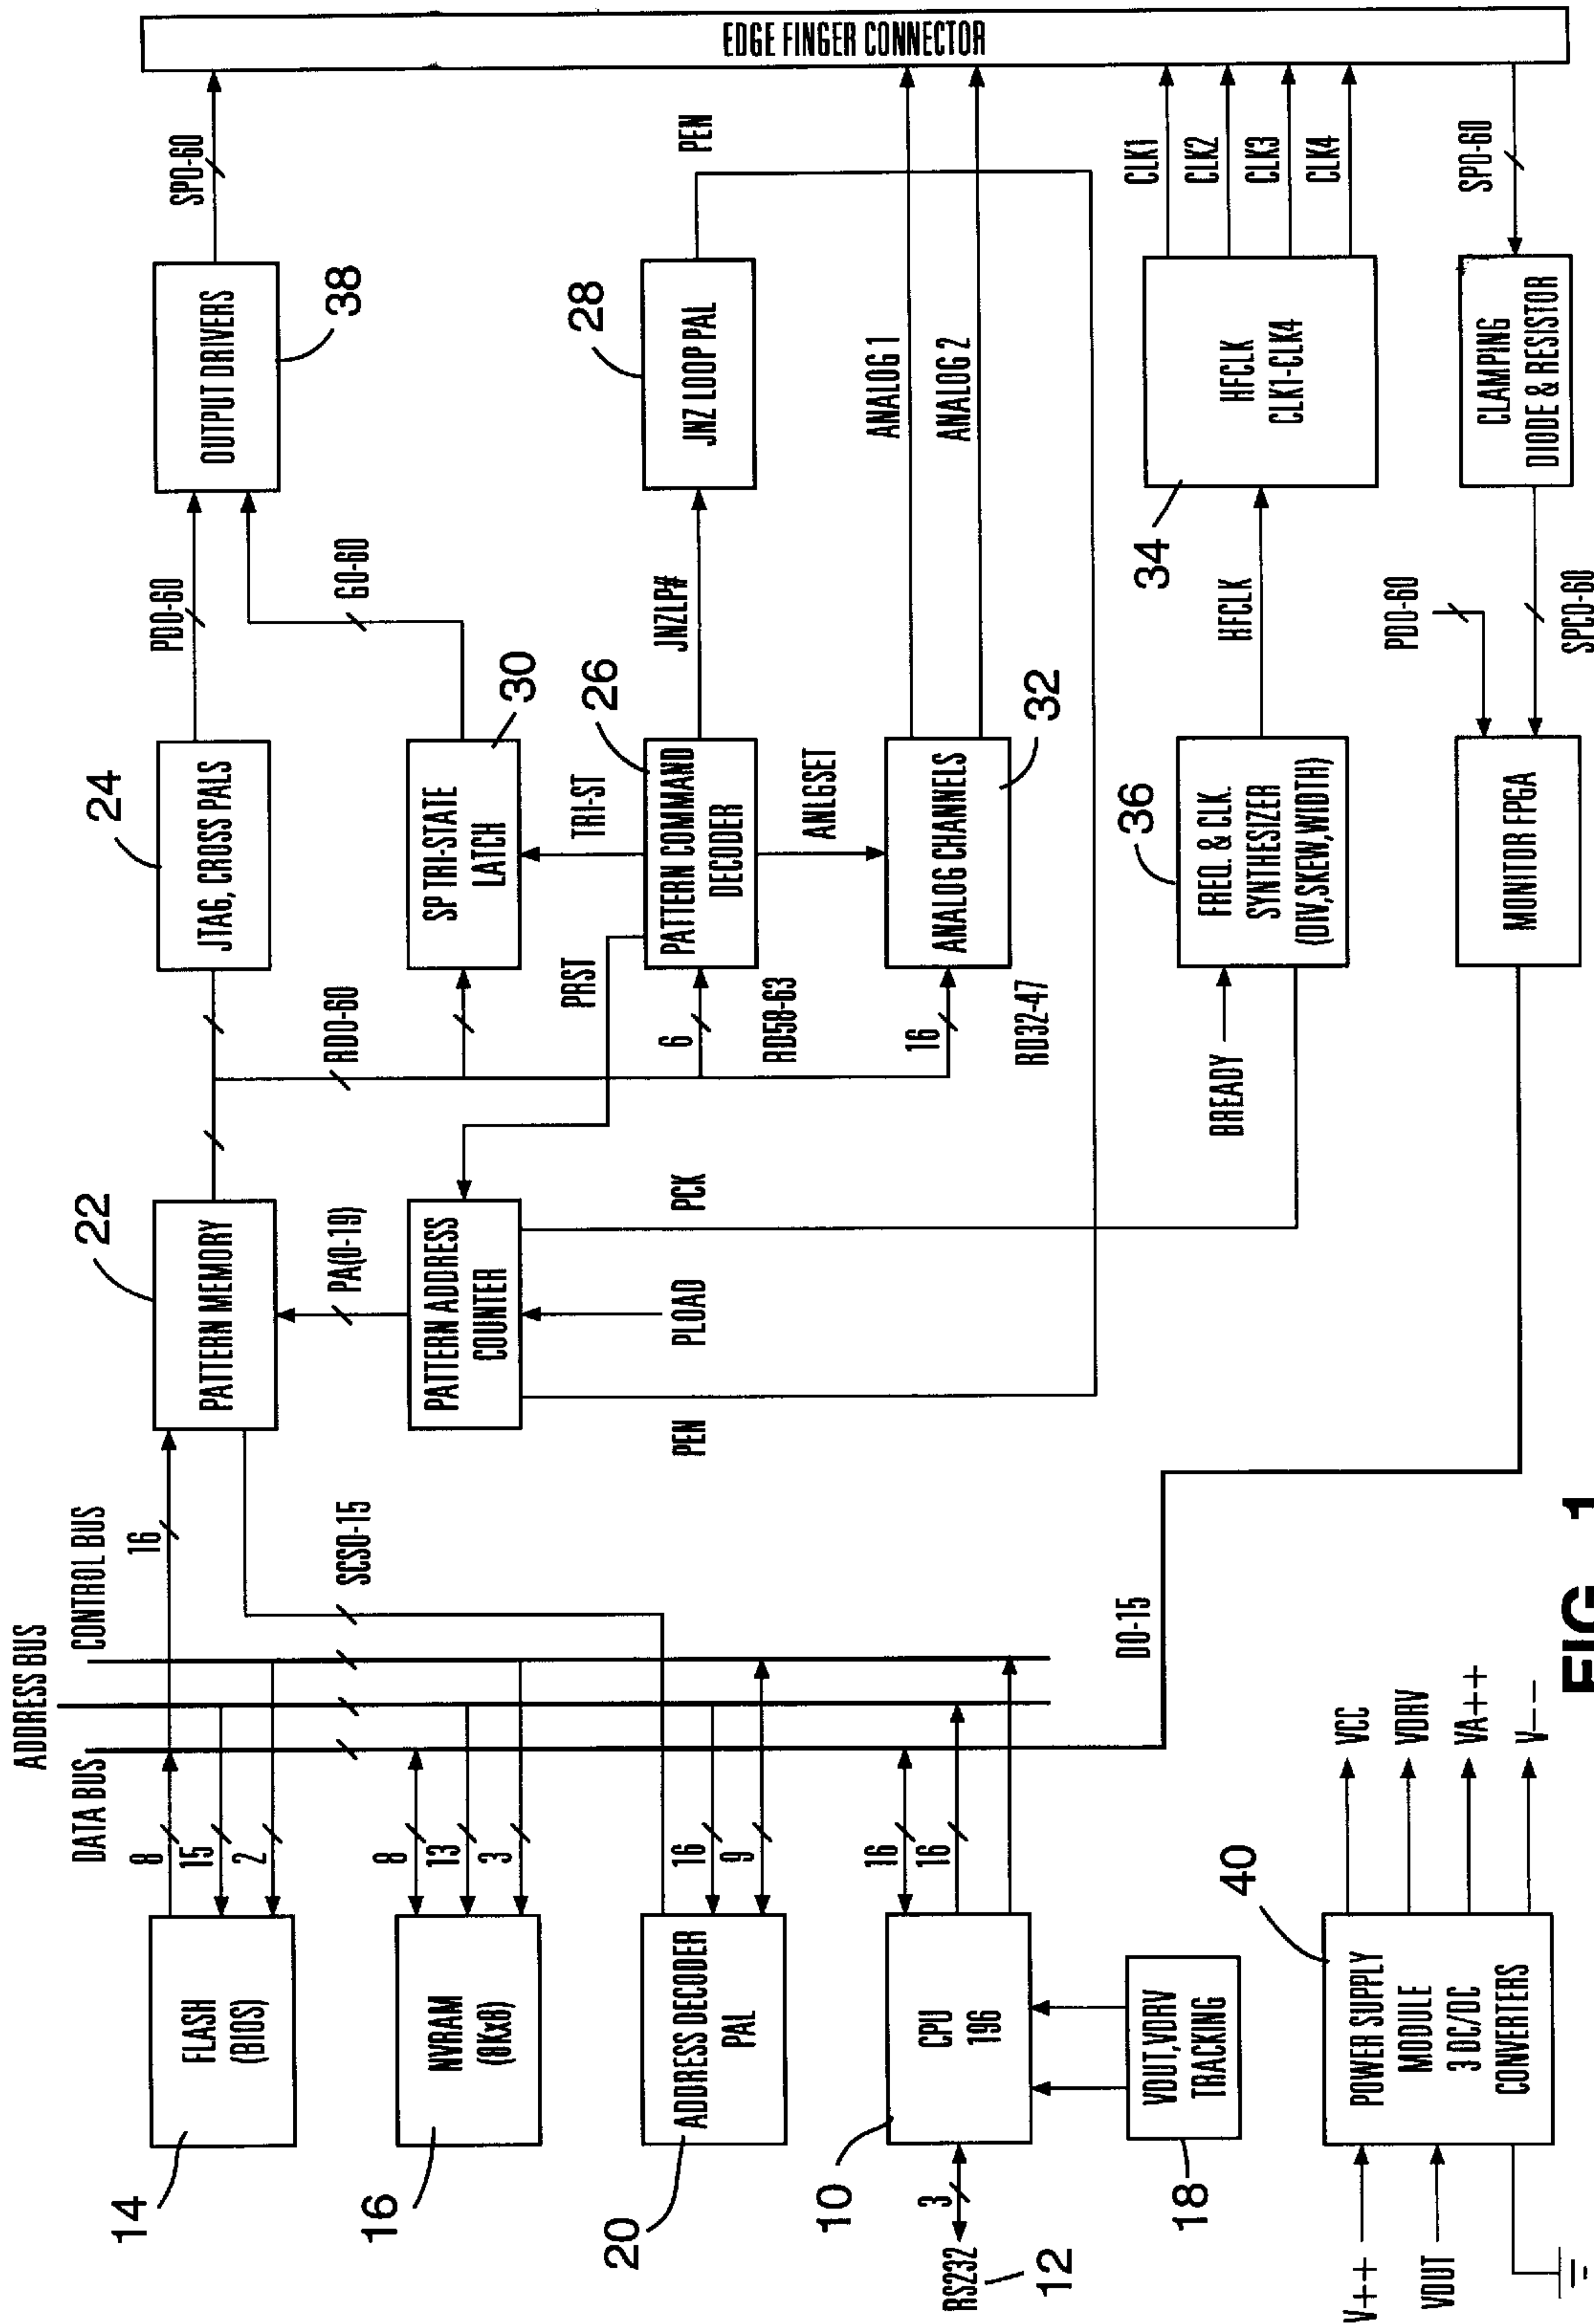 ADDRESS BUS
DATA BUS
CONTROL BUS
14
FLASH
(BIOS)
8
15
2
16
22
PATTERN MEMORY
24
JTAG, CROSS PALS
PD0-60
OUTPUT DRIVERS
38
SP0-60
EDGE FINGER CONNECTOR
SCS0-15
PA(0-19)
RD0-60
G0-60
16
NVRAM
(8Kx8)
8
13
3
PATTERN ADDRESS
COUNTER
SP TRI-STATE
LATCH
30
PRST
TRI-ST
28
PEN
20
ADDRESS DECODER
PAL
16
9
PEN
PLOAD
PCK
6
RD58-63
PATTERN COMMAND
DECODER
26
JNZLP#
JNZ LOOP PAL
ANLGSET
10
CPU
196
16
16
3
RS232
12
16
RD32-47
ANALOG CHANNELS
32
ANALOG 1
ANALOG 2
18
VOUT,VDRV
TRACKING
D0-15
BREADY
36
FREQ. & CLK.
SYNTHESIZER
(DIV,SKEW,WIDTH)
HFCLK
34
HFCLK
CLK1-CLK4
CLK1
CLK2
CLK3
CLK4
40
V++
VOUT
POWER SUPPLY
MODULE
3 DC/DC
CONVERTERS
VCC
VDRV
VA++
V--
MONITOR FPGA
PD0-60
SPC0-60
CLAMPING
DIODE & RESISTOR
SP0-60
FIG. 1